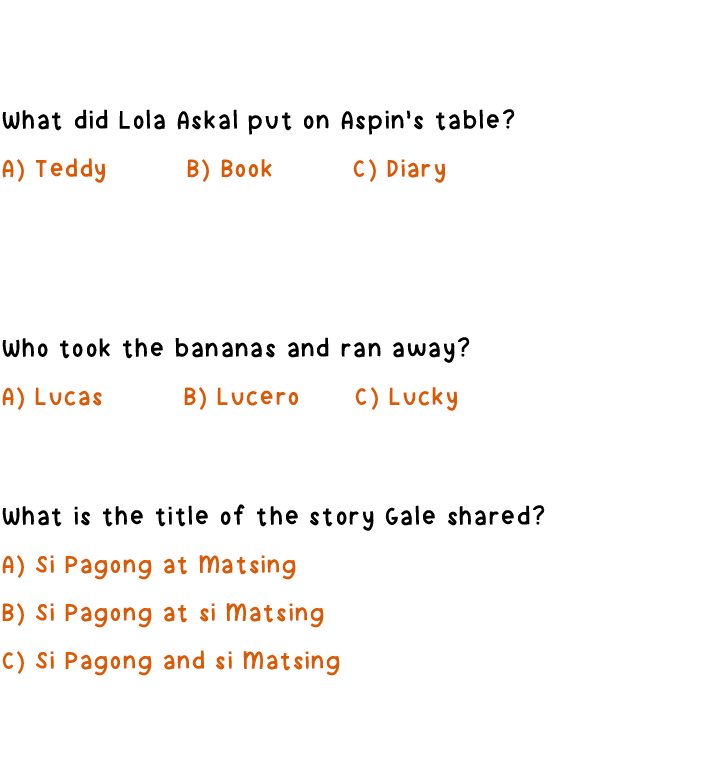 What did Lola Askal put on Aspin's table?
A) Teddy B) Book C) Diary
Who took the bananas and ran away?
A) Lucas B) Lucero C) Lucky
What is the title of the story Gale shared?
A) Si Pagong at Matsing
B) Si Pagong at si Matsing
C) Si Pagong and si Matsing